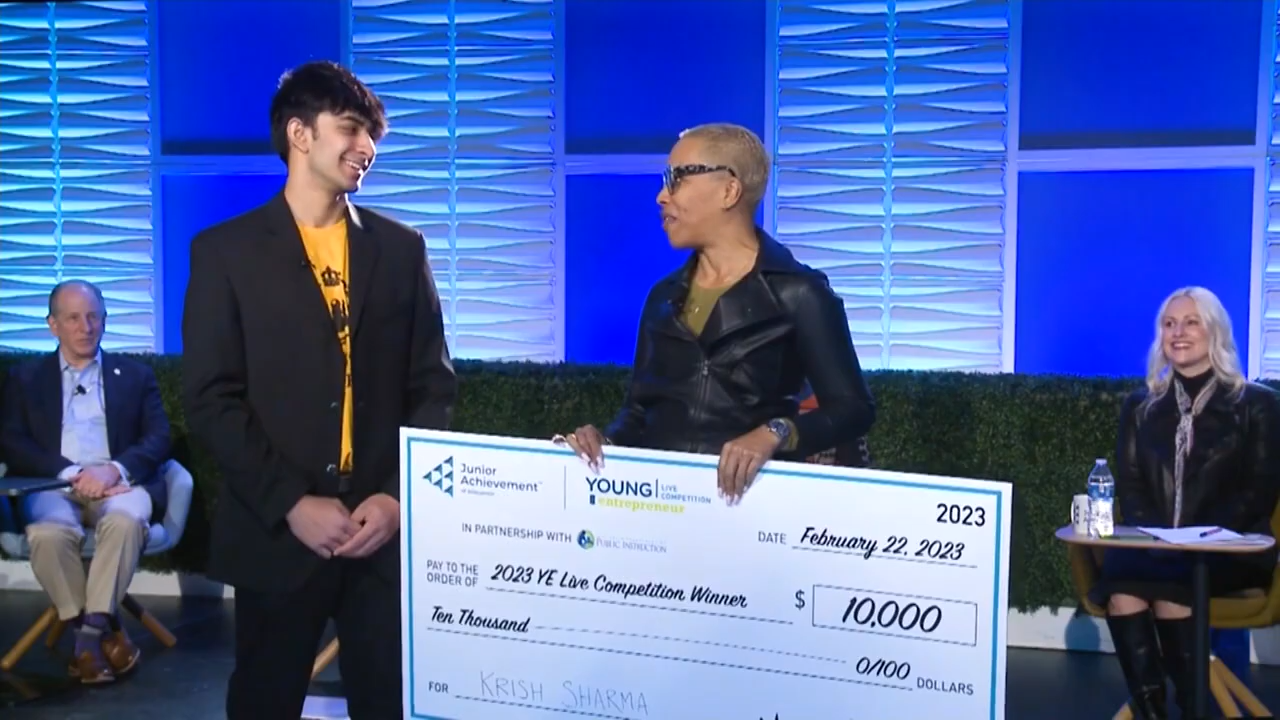 Junior
Achievement
YOUNG LIVE COMPETITION
entrepreneur
2023
IN PARTNERSHIP WITH PUBLIC INSTRUCTION
DATE February 22, 2023
PAY TO THE ORDER OF 2023 YE Live Competition Winner $ 10,000
Ten Thousand 0/100 DOLLARS
FOR KRISH SHARMA